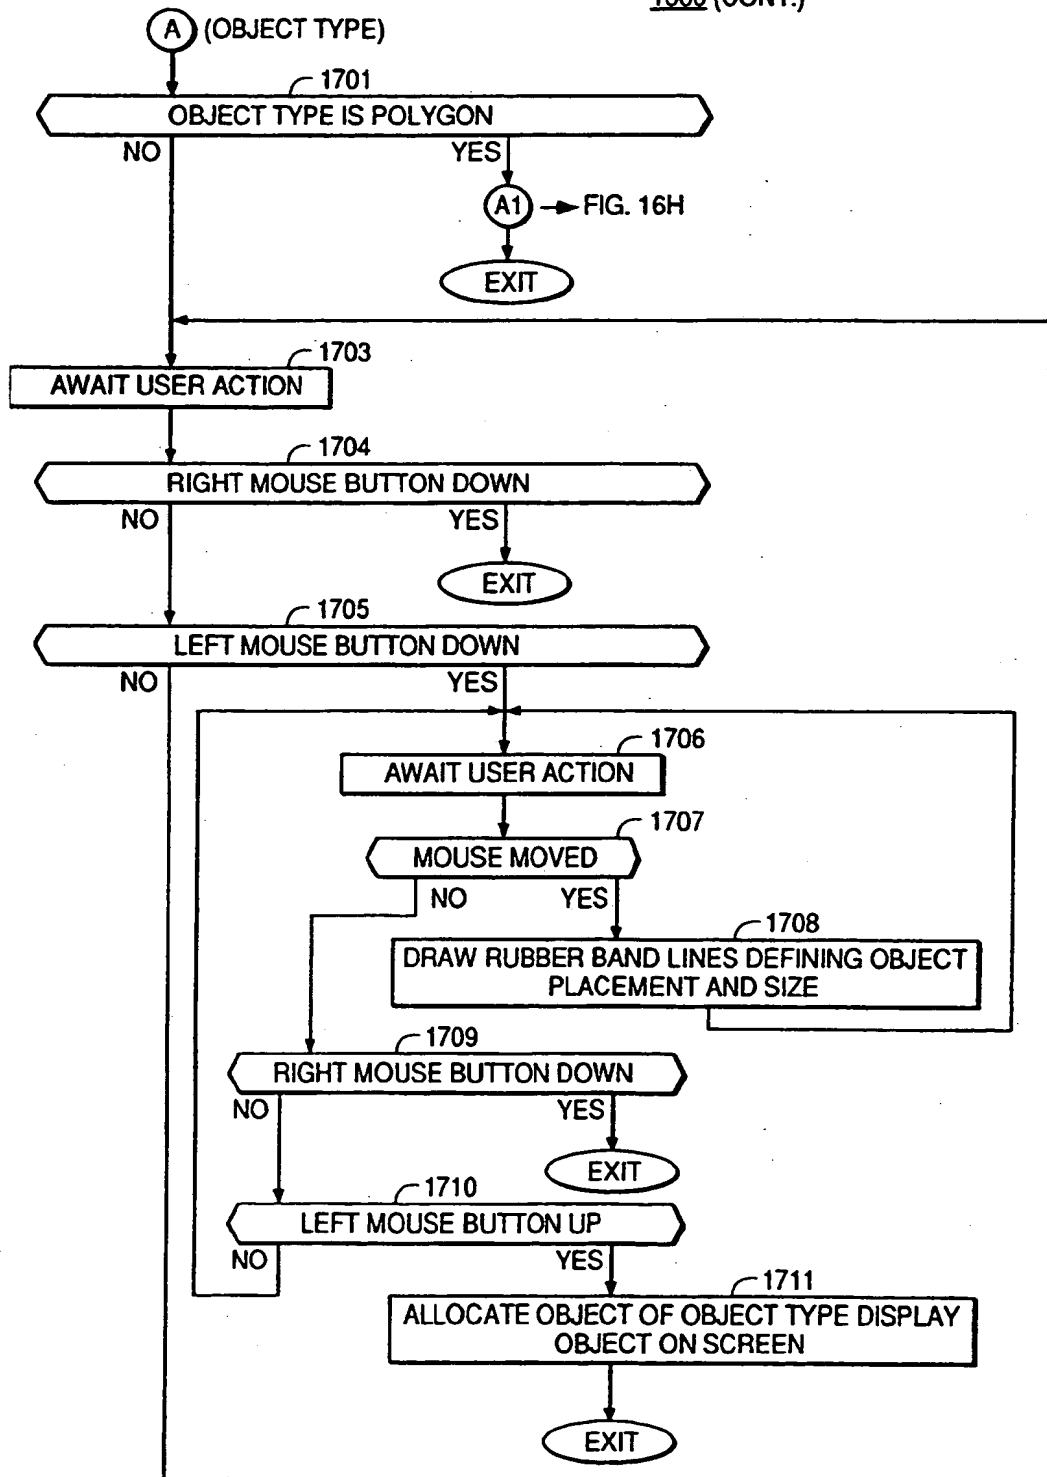 (CONT.)
A (OBJECT TYPE)
1701
OBJECT TYPE IS POLYGON
NO YES
A1 FIG. 16H
EXIT
1703
AWAIT USER ACTION
1704
RIGHT MOUSE BUTTON DOWN
NO YES
EXIT
1705
LEFT MOUSE BUTTON DOWN
NO YES
1706
AWAIT USER ACTION
1707
MOUSE MOVED
NO YES
1708
DRAW RUBBER BAND LINES DEFINING OBJECT
PLACEMENT AND SIZE
1709
RIGHT MOUSE BUTTON DOWN
NO YES
EXIT
1710
LEFT MOUSE BUTTON UP
NO YES
1711
ALLOCATE OBJECT OF OBJECT TYPE DISPLAY
OBJECT ON SCREEN
EXIT